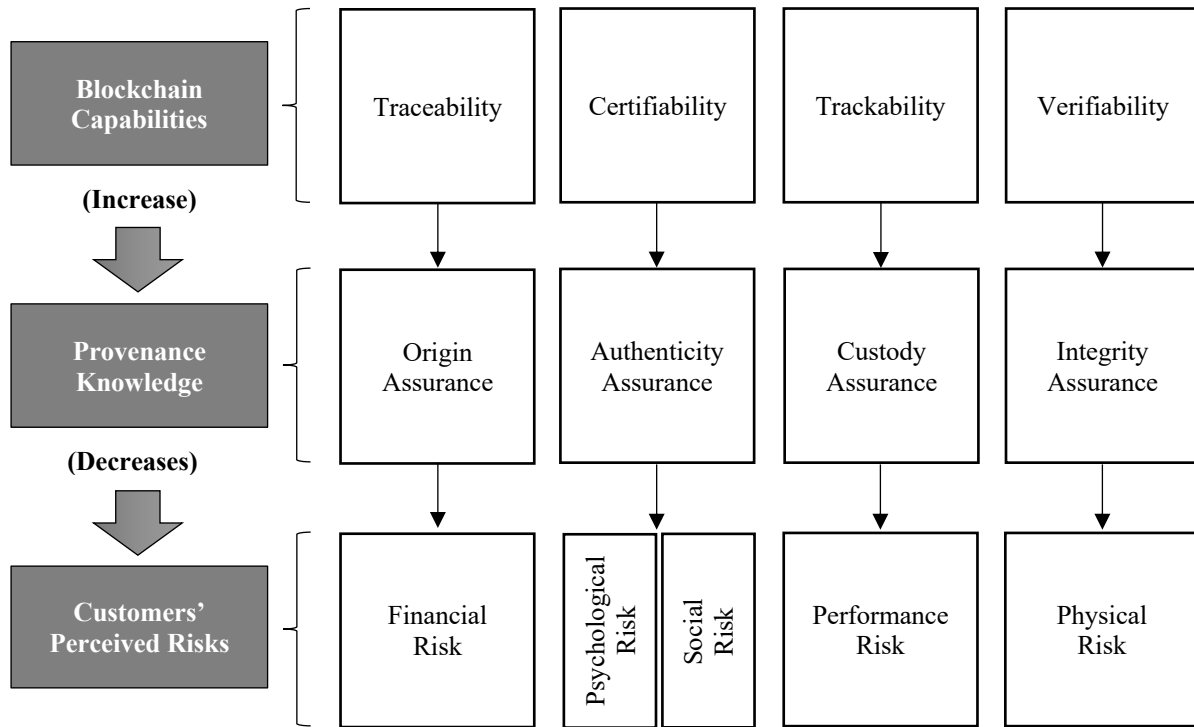 Blockchain
Capabilities
Traceability
Certifiability
Trackability
Verifiability
(Increase)
Provenance
Knowledge
Origin
Assurance
Authenticity
Assurance
Custody
Assurance
Integrity
Assurance
(Decreases)
Customers’
Perceived Risks
Financial
Risk
Psychological
Risk
Social
Risk
Performance
Risk
Physical
Risk